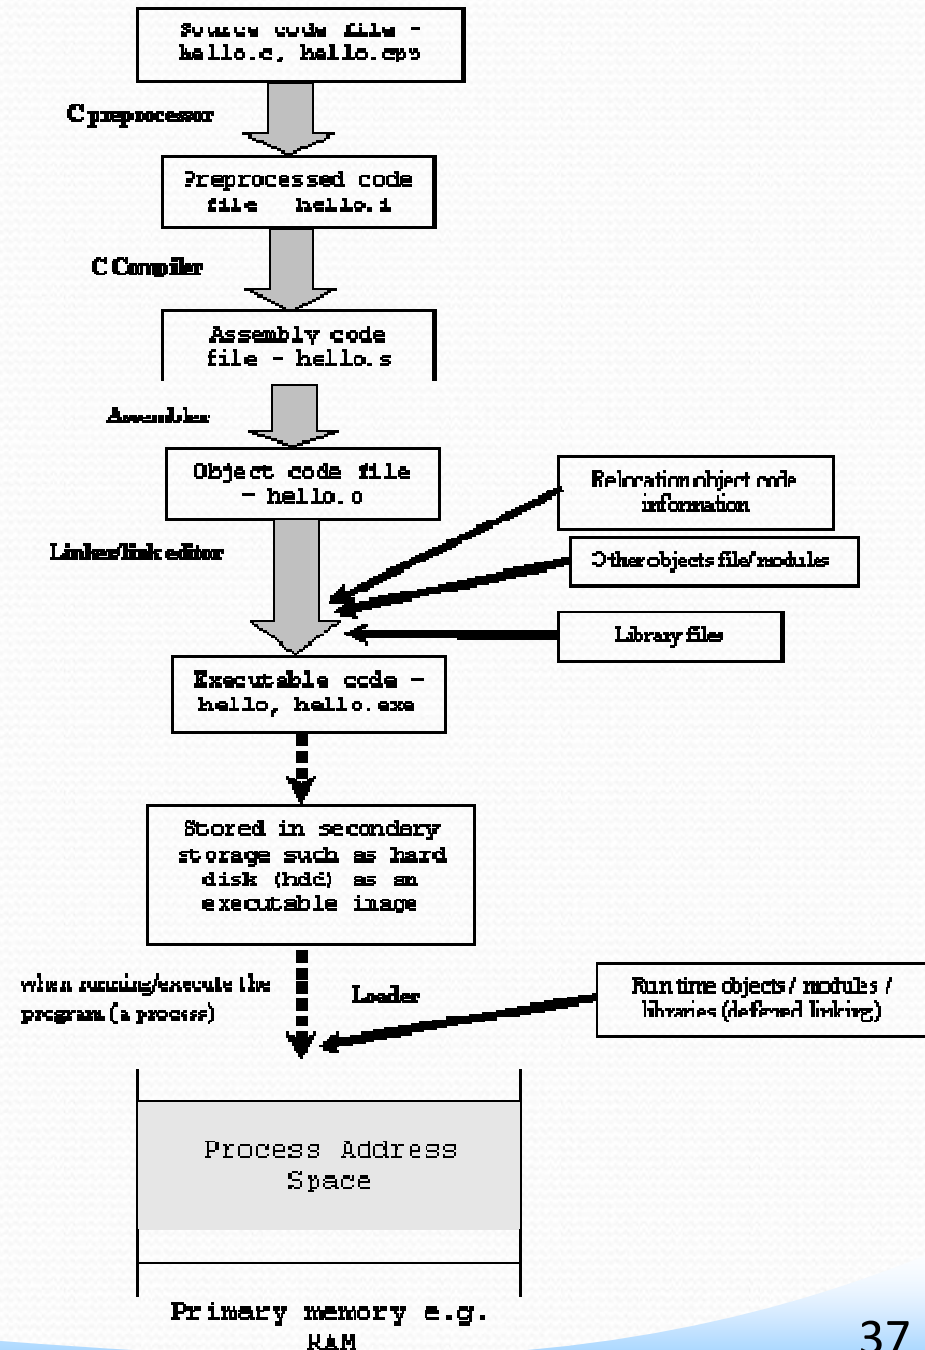 Source code file -
hello.c, hello.cpp
C preprocessor
Preprocessed code
file - hello.i
C Compiler
Assembly code
file - hello.s
Assembler
Object code file
- hello.o
Relocation object code
information
Linker/link editor
Other objects file/modules
Library files
Executable code -
hello, hello.exe
Stored in secondary
storage such as hard
disk (hdd) as an
executable image
when running/execute the
program (a process)
Loader
Run time objects / modules /
libraries (deferred linking)
Process Address
Space
Primary memory e.g.
RAM
37